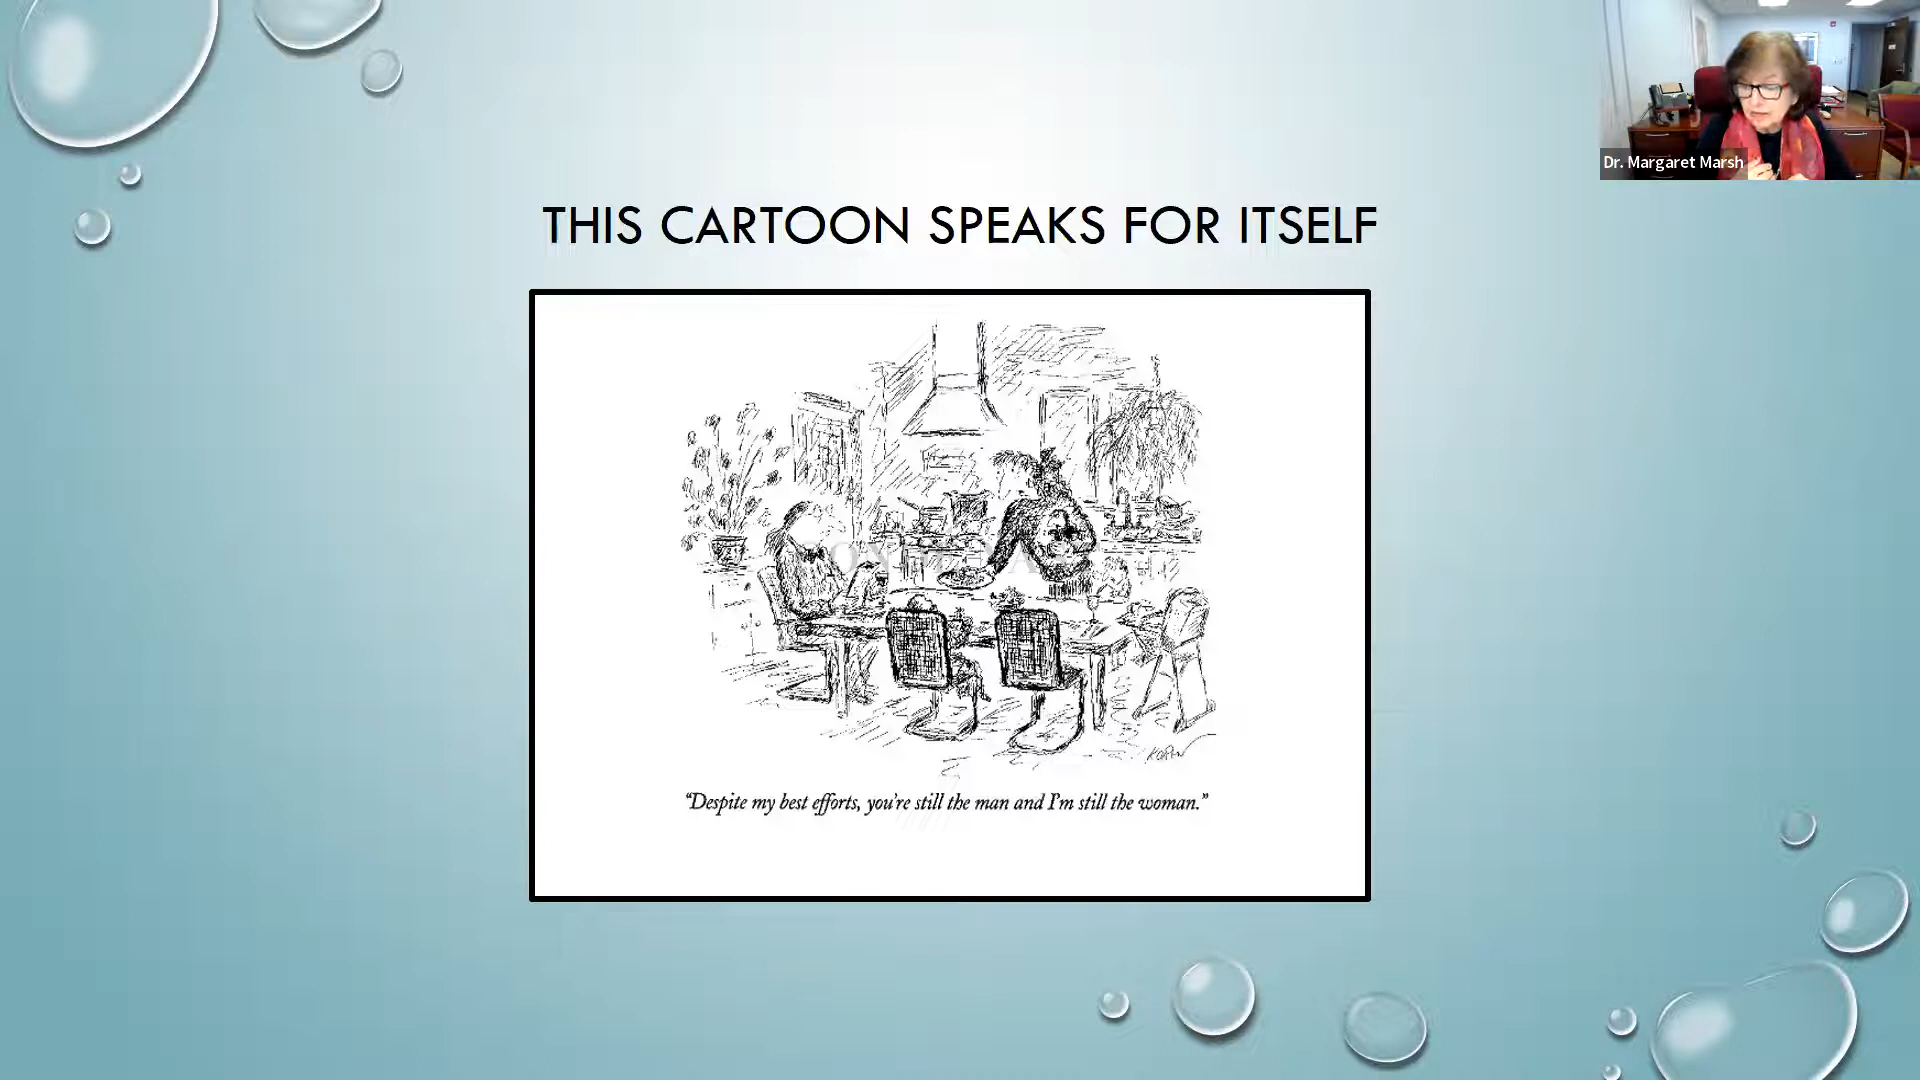 Dr. Margaret Marsh
THIS CARTOON SPEAKS FOR ITSELF
KOREN
“Despite my best efforts, you’re still the man and I’m still the woman.”